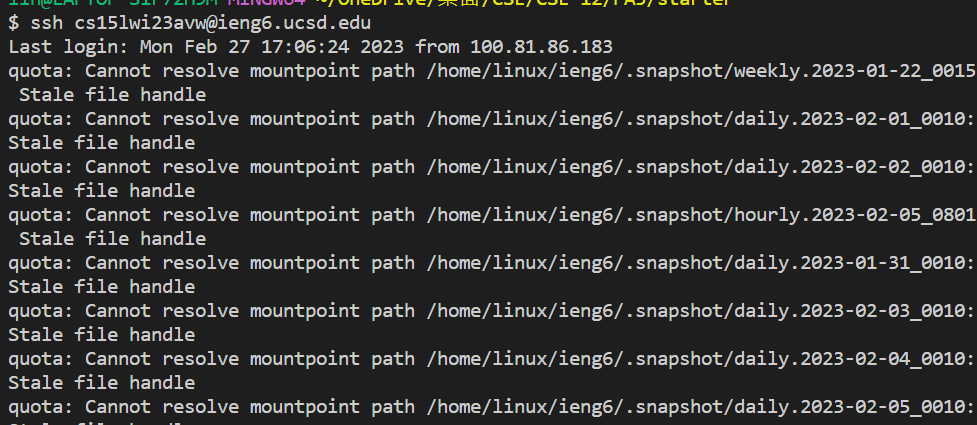 MINGW64 ~/OneDrive/桌面/CSE/CSE 12/PA5/starter
$ ssh cs15lwi23avw@ieng6.ucsd.edu
Last login: Mon Feb 27 17:06:24 2023 from 100.81.86.183
quota: Cannot resolve mountpoint path /home/linux/ieng6/.snapshot/weekly.2023-01-22_0015
 Stale file handle
quota: Cannot resolve mountpoint path /home/linux/ieng6/.snapshot/daily.2023-02-01_0010:
Stale file handle
quota: Cannot resolve mountpoint path /home/linux/ieng6/.snapshot/daily.2023-02-02_0010:
Stale file handle
quota: Cannot resolve mountpoint path /home/linux/ieng6/.snapshot/hourly.2023-02-05_0801
 Stale file handle
quota: Cannot resolve mountpoint path /home/linux/ieng6/.snapshot/daily.2023-01-31_0010:
Stale file handle
quota: Cannot resolve mountpoint path /home/linux/ieng6/.snapshot/daily.2023-02-03_0010:
Stale file handle
quota: Cannot resolve mountpoint path /home/linux/ieng6/.snapshot/daily.2023-02-04_0010:
Stale file handle
quota: Cannot resolve mountpoint path /home/linux/ieng6/.snapshot/daily.2023-02-05_0010: